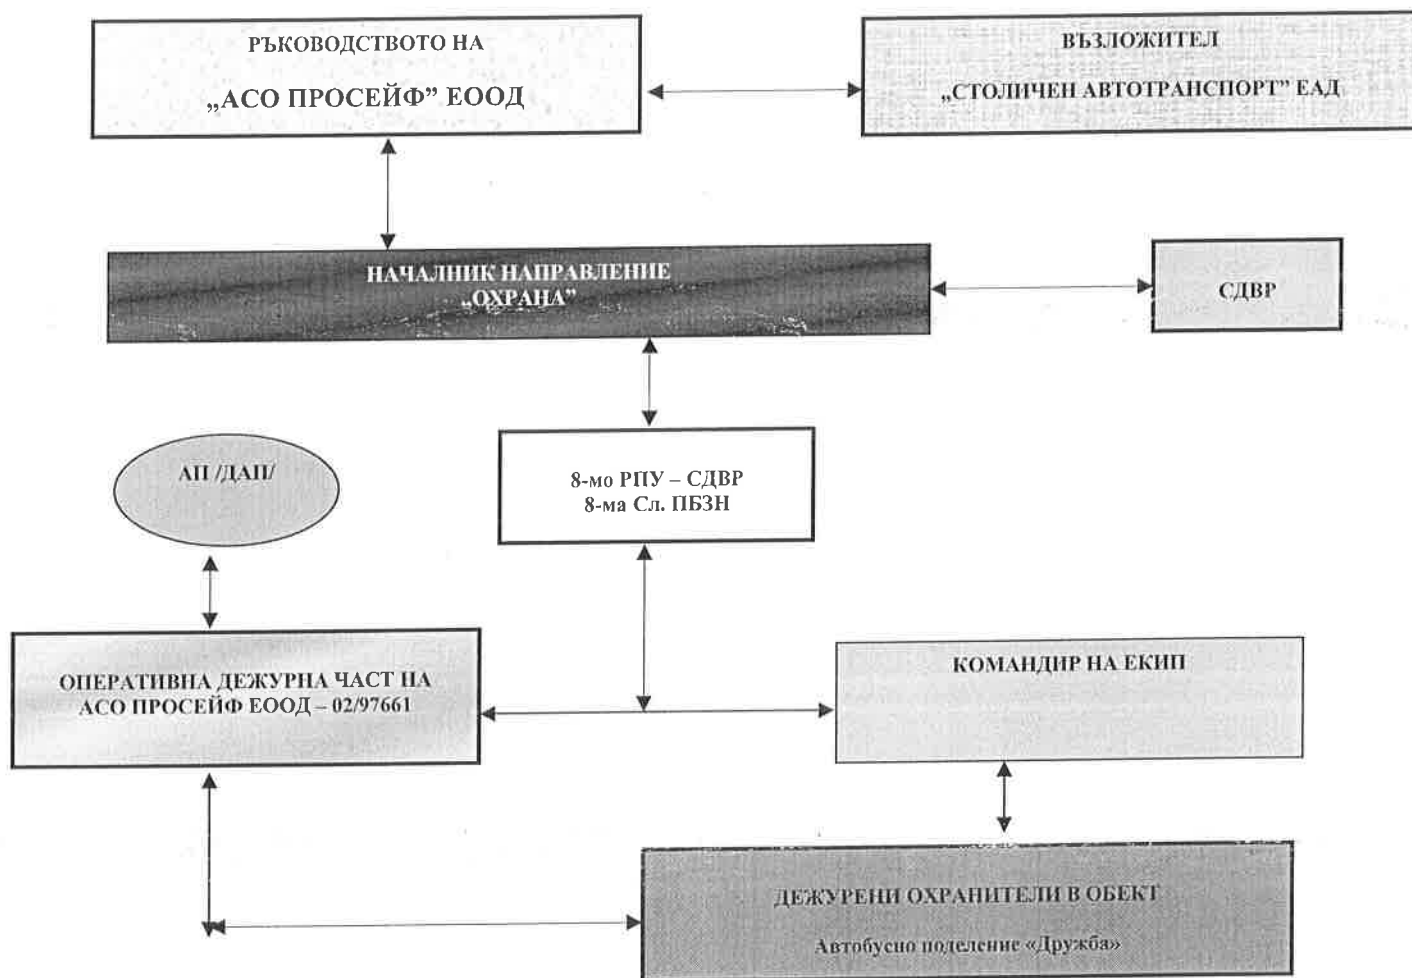 РЪКОВОДСТВОТО НА
„АСО ПРОСЕЙФ” ЕООД
ВЪЗЛОЖИТЕЛ
„СТОЛИЧЕН АВТОТРАНСПОРТ” ЕАД
НАЧАЛНИК НАПРАВЛЕНИЕ
„ОХРАНА”
СДВР
АП /ДАП/
8-мо РПУ – СДВР
8-ма Сл. ПБЗН
ОПЕРАТИВНА ДЕЖУРНА ЧАСТ НА
АСО ПРОСЕЙФ ЕООД – 02/97661
КОМАНДИР НА ЕКИП
ДЕЖУРЕНИ ОХРАНИТЕЛИ В ОБЕКТ
Автобусно поделение «Дружба»